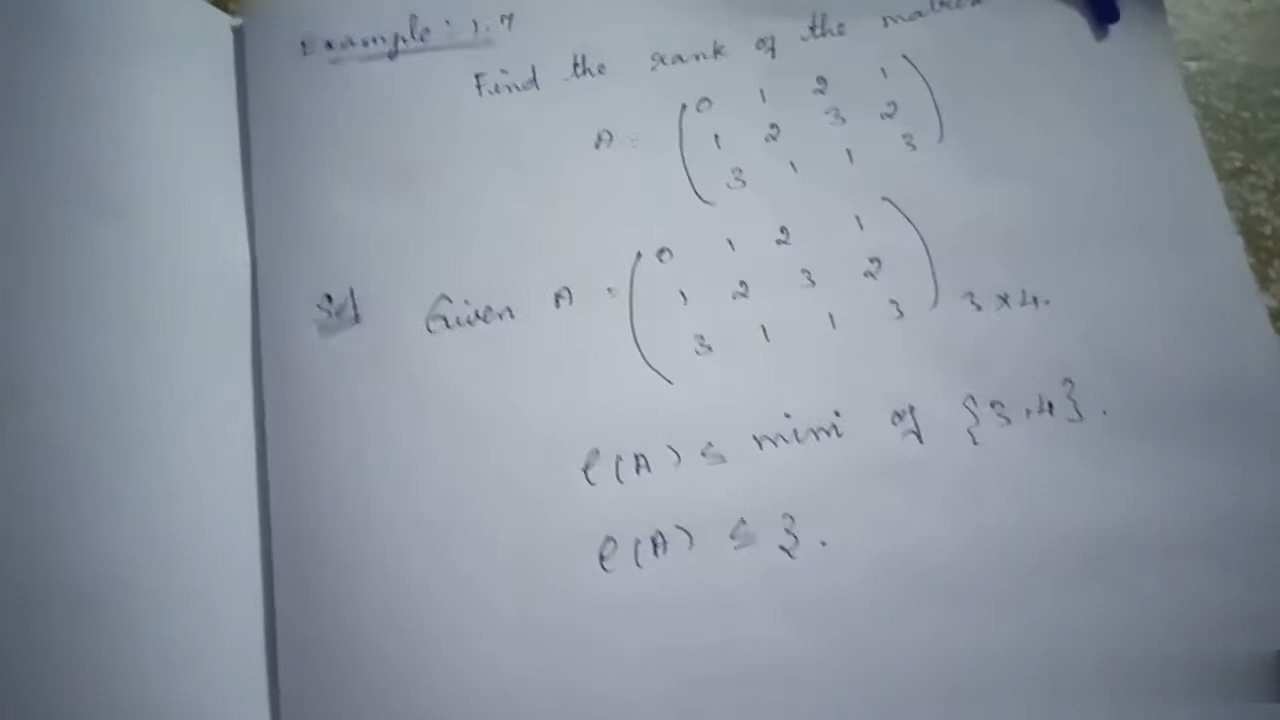 Example: 1.7
Find the rank of the matrix
A = ( 0 1 2 1
1 2 3 2
3 1 1 3 )
Sol Given A = ( 0 1 2 1
1 2 3 2
3 1 1 3 ) 3 × 4.
ρ(A) ≤ mini of {3,4}.
ρ(A) ≤ 3.